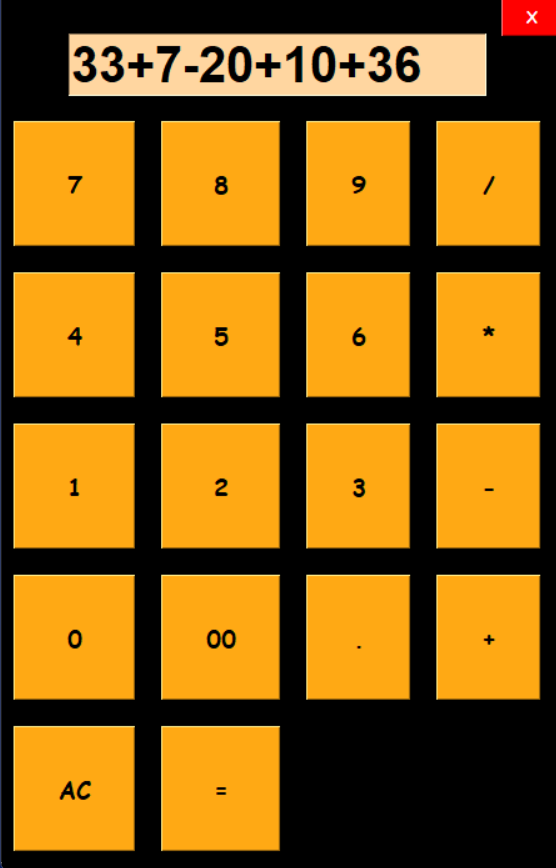 X
33+7-20+10+36
7 8 9 /
4 5 6 *
1 2 3 -
0 00 . +
AC =